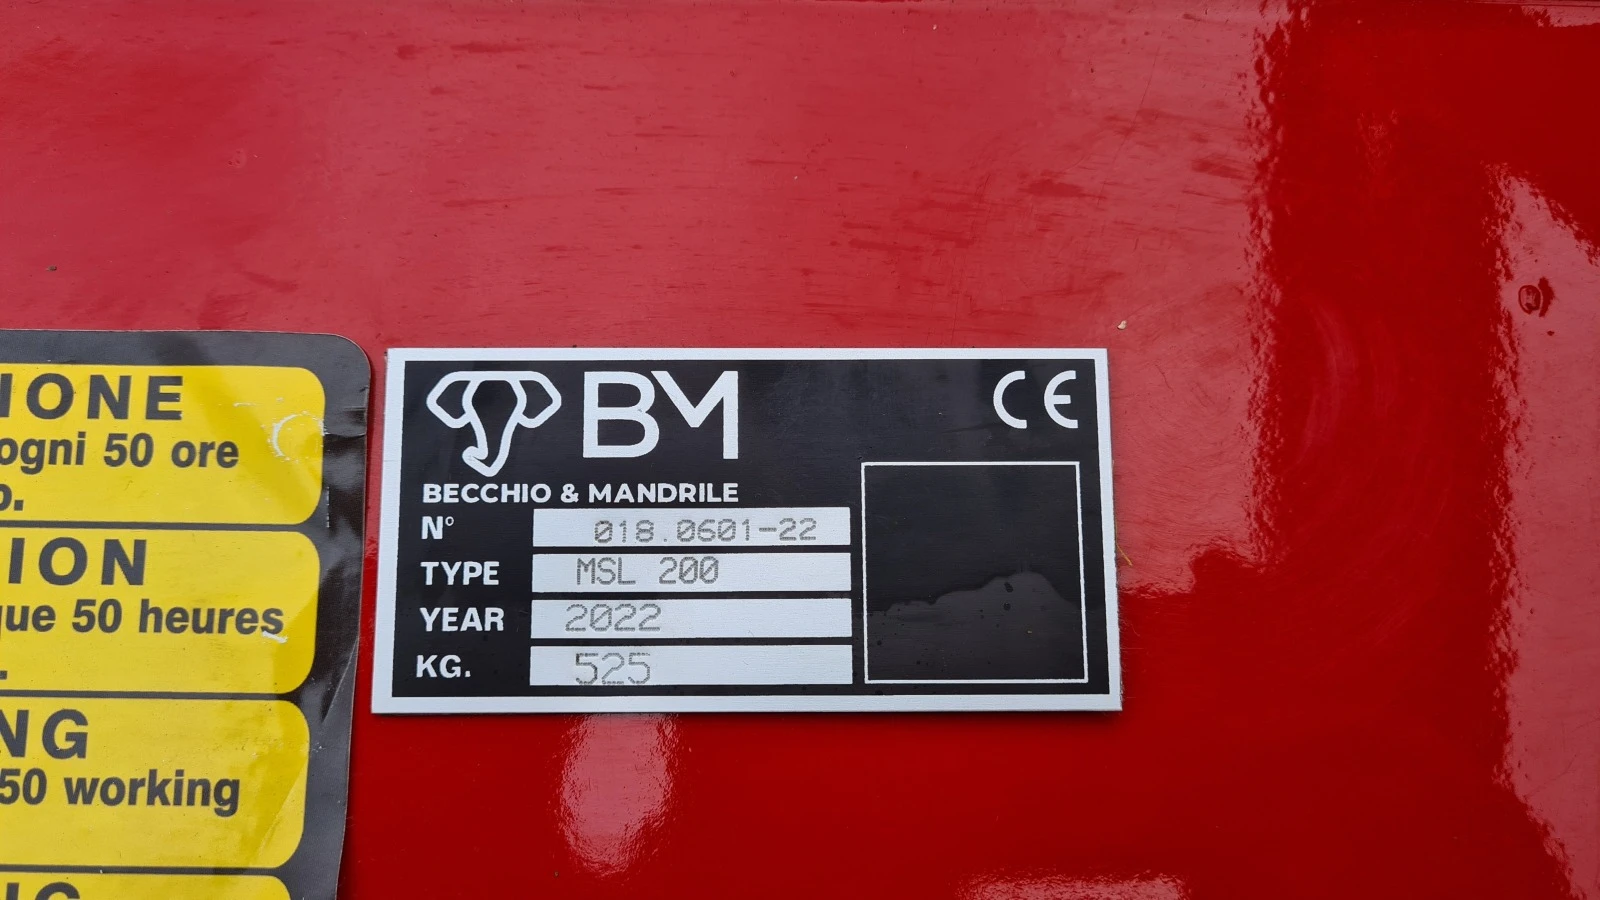 IONE
ogni 50 ore
ION
que 50 heures
NG
50 working
NG
BM
CE
BECCHIO & MANDRILE
N° 018.0601-22
TYPE MSL 200
YEAR 2022
KG. 525